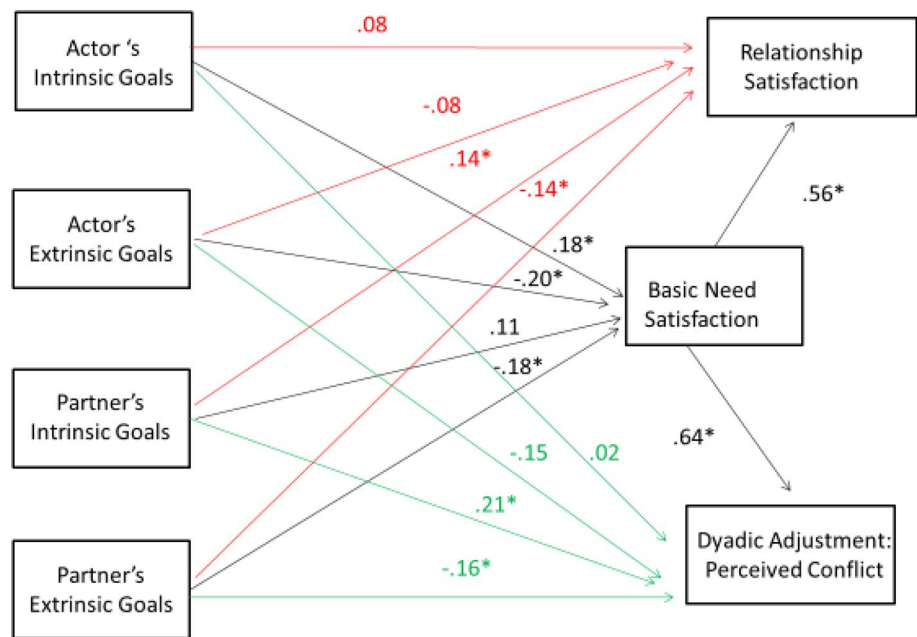 Actor ‘s
Intrinsic Goals
.08
Relationship
Satisfaction
-.08
.14*
-.14*
Actor’s
Extrinsic Goals
.56*
.18*
-.20*
Basic Need
Satisfaction
.11
-.18*
Partner’s
Intrinsic Goals
-.15
.02
.64*
.21*
Dyadic Adjustment:
Perceived Conflict
-.16*
Partner’s
Extrinsic Goals